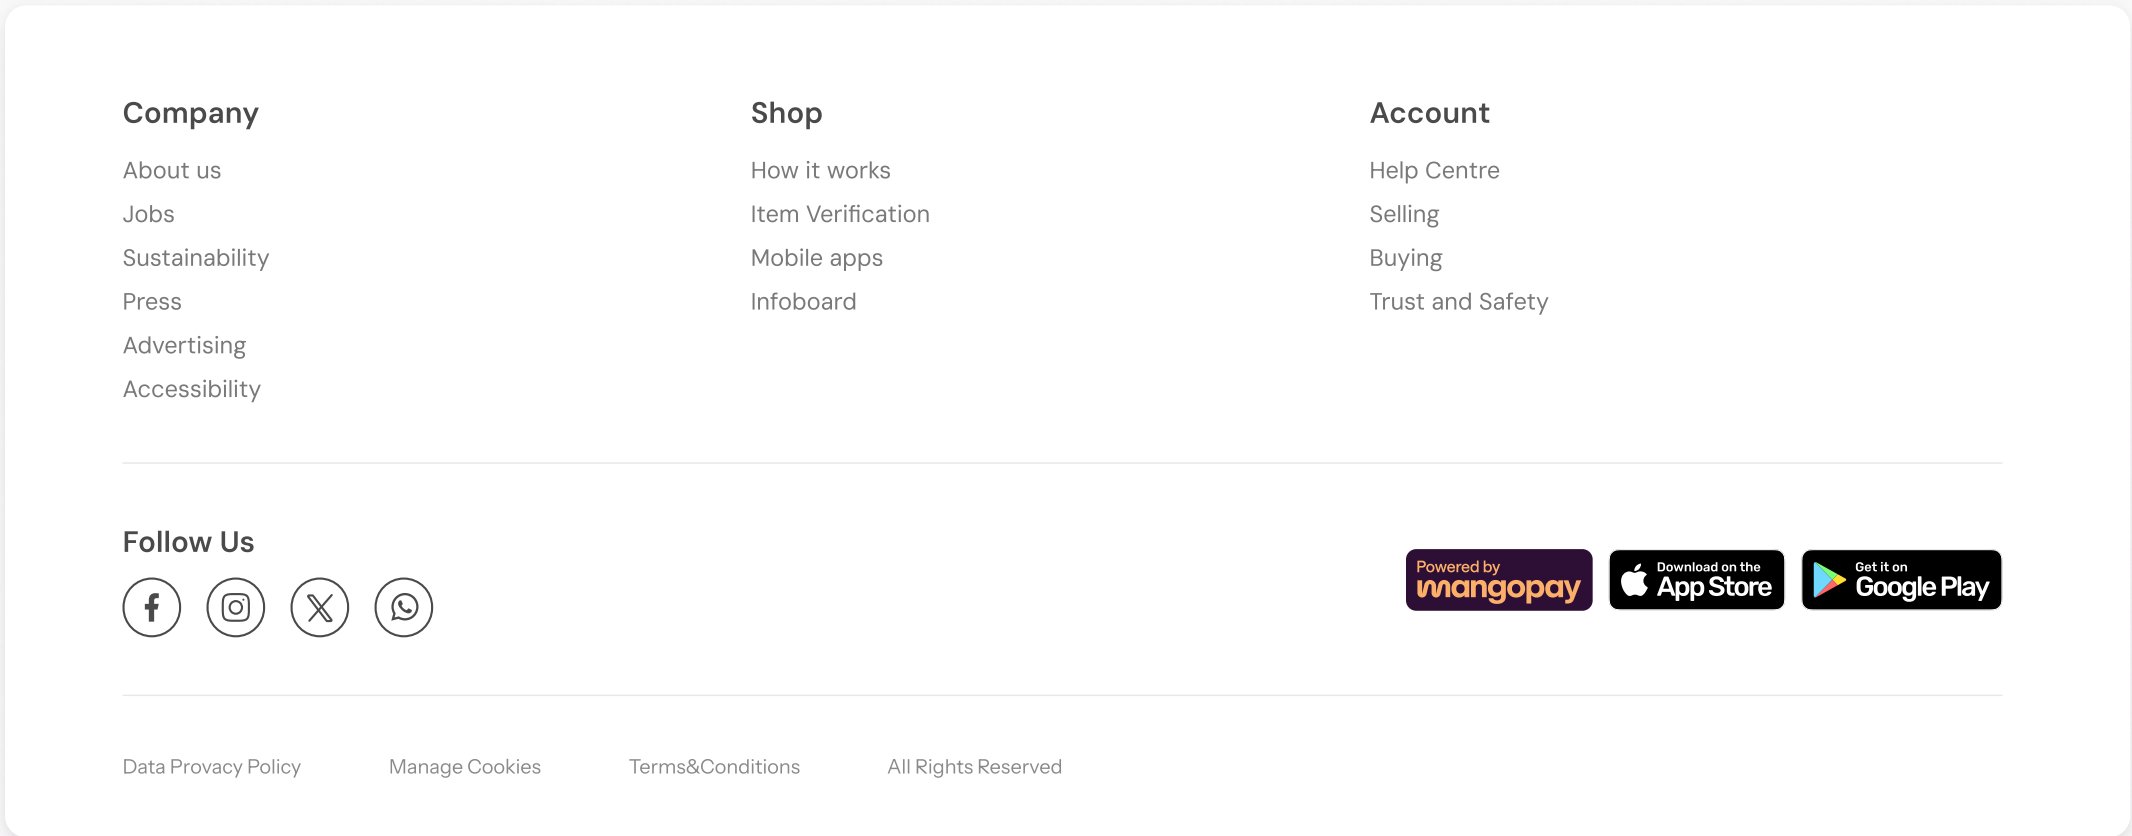 Company
About us
Jobs
Sustainability
Press
Advertising
Accessibility
Shop
How it works
Item Verification
Mobile apps
Infoboard
Account
Help Centre
Selling
Buying
Trust and Safety
Follow Us
Powered by
mangopay
Download on the
App Store
Get it on
Google Play
Data Provacy Policy
Manage Cookies
Terms&Conditions
All Rights Reserved